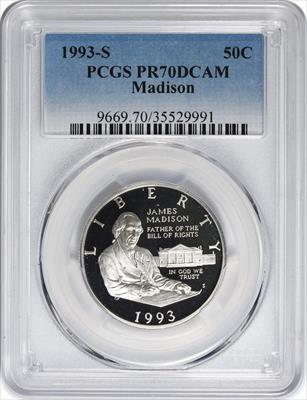 1993-S 50C
PCGS PR70DCAM
Madison
9669.70/35529991
LIBERTY
JAMES
MADISON
FATHER OF THE
BILL OF RIGHTS
IN GOD WE
TRUST
S
1993